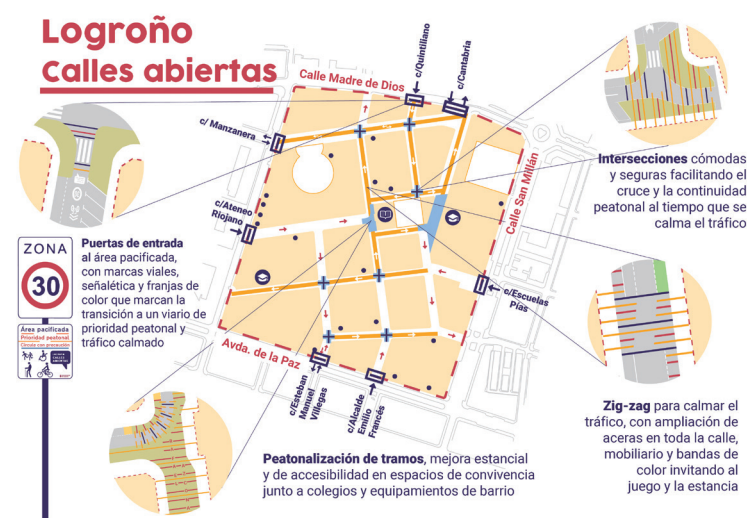 Logroño
Calles abiertas
Calle Madre de Dios
c/Quintiliano
c/Cantabria
c/ Manzanera
c/Ateneo
Riojano
Calle San Millán
c/Escuelas
Pías
Avda. de la Paz
c/Esteban
Manuel
Villegas
c/Alcalde
Emilio
Francés
ZONA
30
Área pacificada
Prioridad peatonal
Circula con precaución
Puertas de entrada
al área pacificada,
con marcas viales,
señalética y franjas de
color que marcan la
transición a un viario de
prioridad peatonal y
tráfico calmado
Intersecciones cómodas
y seguras facilitando el
cruce y la continuidad
peatonal al tiempo que se
calma el tráfico
Zig-zag para calmar el
tráfico, con ampliación de
aceras en toda la calle,
mobiliario y bandas de
color invitando al
juego y la estancia
Peatonalización de tramos, mejora estancial
y de accesibilidad en espacios de convivencia
junto a colegios y equipamientos de barrio